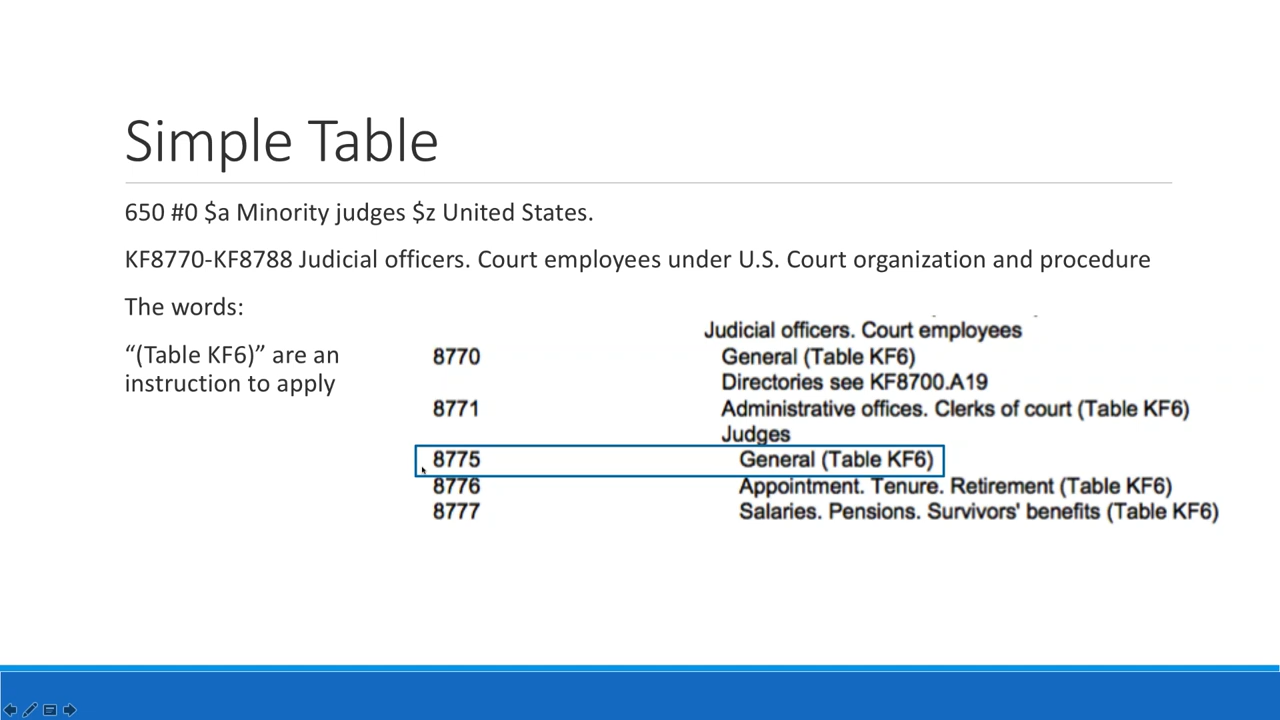 Simple Table
650 #0 $a Minority judges $z United States.
KF8770-KF8788 Judicial officers. Court employees under U.S. Court organization and procedure
The words:
“(Table KF6)” are an
instruction to apply
Judicial officers. Court employees
8770 General (Table KF6)
Directories see KF8700.A19
8771 Administrative offices. Clerks of court (Table KF6)
Judges
8775 General (Table KF6)
8776 Appointment. Tenure. Retirement (Table KF6)
8777 Salaries. Pensions. Survivors' benefits (Table KF6)